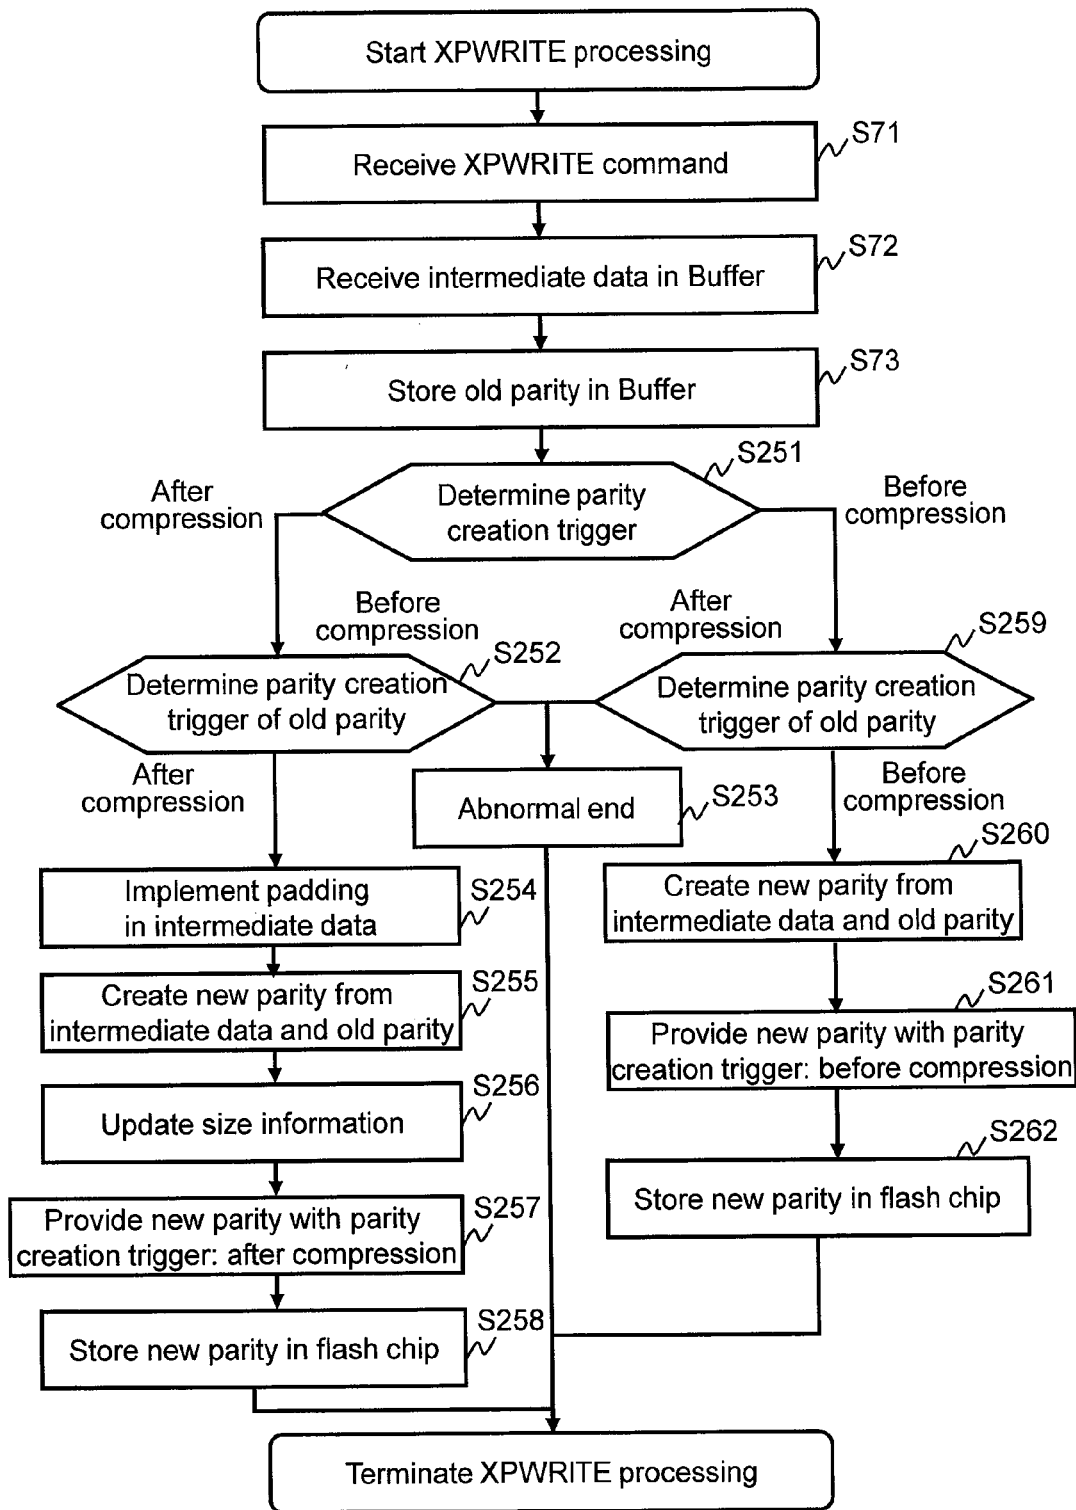 Start XPWRITE processing
S71
Receive XPWRITE command
S72
Receive intermediate data in Buffer
S73
Store old parity in Buffer
S251
After
compression
Determine parity
creation trigger
Before
compression
Before
compression
After
compression
S252
S259
Determine parity creation
trigger of old parity
Determine parity creation
trigger of old parity
After
compression
Abnormal end
S253
Before
compression
S260
Implement padding
in intermediate data
S254
Create new parity from
intermediate data and old parity
S255
Create new parity from
intermediate data and old parity
S261
Provide new parity with parity
creation trigger: before compression
S256
Update size information
S262
Store new parity in flash chip
S257
Provide new parity with parity
creation trigger: after compression
S258
Store new parity in flash chip
Terminate XPWRITE processing